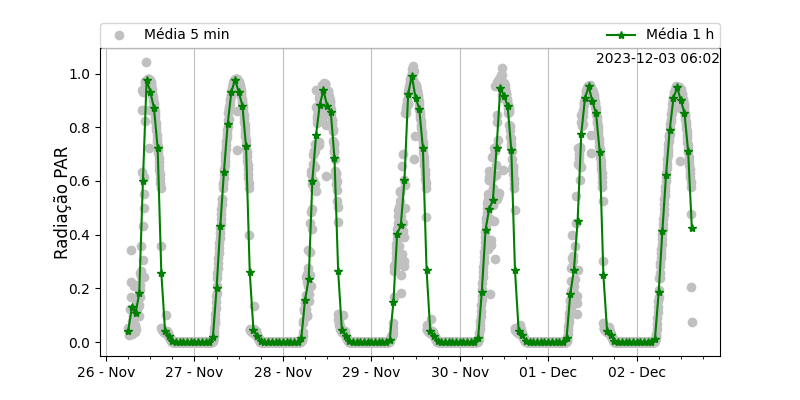 Média 5 min
Média 1 h
2023-12-03 06:02
Radiação PAR
1.0
0.8
0.6
0.4
0.2
0.0
26 - Nov
27 - Nov
28 - Nov
29 - Nov
30 - Nov
01 - Dec
02 - Dec